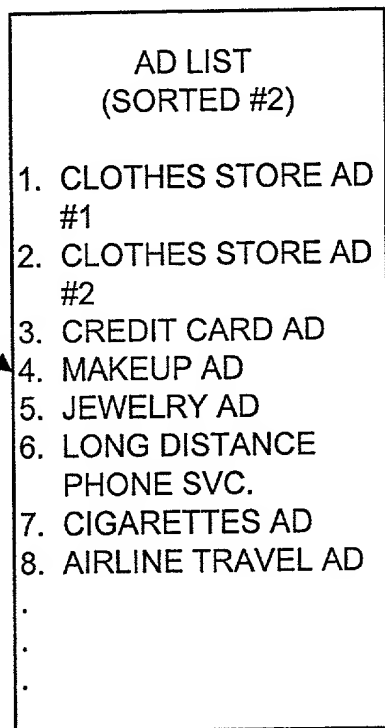 AD LIST
(SORTED #2)
1. CLOTHES STORE AD
#1
2. CLOTHES STORE AD
#2
3. CREDIT CARD AD
4. MAKEUP AD
5. JEWELRY AD
6. LONG DISTANCE
PHONE SVC.
7. CIGARETTES AD
8. AIRLINE TRAVEL AD
.
.
.